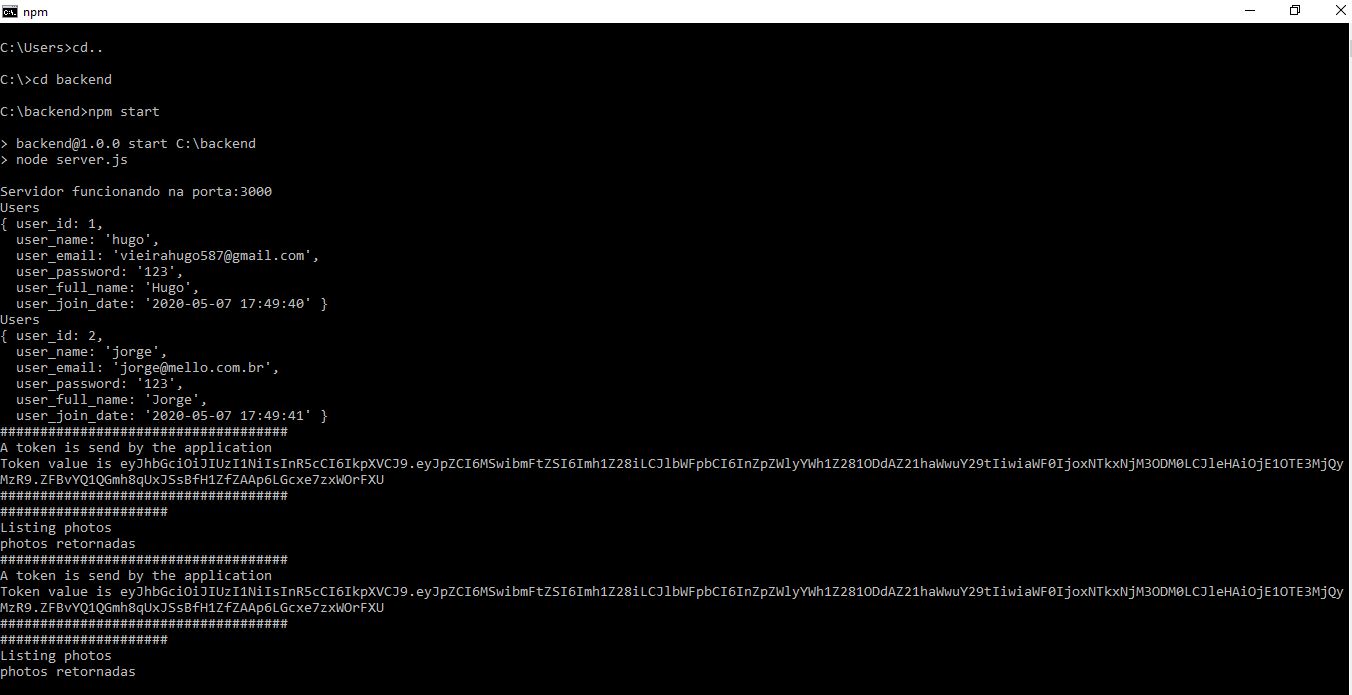 npm
C:\Users>cd..
C:\>cd backend
C:\backend>npm start
> backend@1.0.0 start C:\backend
> node server.js
Servidor funcionando na porta:3000
Users
{ user_id: 1,
  user_name: 'hugo',
  user_email: 'vieirahugo587@gmail.com',
  user_password: '123',
  user_full_name: 'Hugo',
  user_join_date: '2020-05-07 17:49:40' }
Users
{ user_id: 2,
  user_name: 'jorge',
  user_email: 'jorge@mello.com.br',
  user_password: '123',
  user_full_name: 'Jorge',
  user_join_date: '2020-05-07 17:49:41' }
####################################
A token is send by the application
Token value is eyJhbGciOiJIUzI1NiIsInR5cCI6IkpXVCJ9.eyJpZCI6MSwibmFtZSI6Imh1Z28iLCJlbWFpbCI6InZpZWlyYWh1Z281ODdAZ21haWwuY29tIiwiaWF0IjoxNTkxNjM3ODM0LCJleHAiOjE1OTE3MjQy
MzR9.ZFBvYQ1QGmh8qUxJSsBfH1ZfZAAp6LGcxe7zxWOrFXU
####################################
#####################
Listing photos
photos retornadas
####################################
A token is send by the application
Token value is eyJhbGciOiJIUzI1NiIsInR5cCI6IkpXVCJ9.eyJpZCI6MSwibmFtZSI6Imh1Z28iLCJlbWFpbCI6InZpZWlyYWh1Z281ODdAZ21haWwuY29tIiwiaWF0IjoxNTkxNjM3ODM0LCJleHAiOjE1OTE3MjQy
MzR9.ZFBvYQ1QGmh8qUxJSsBfH1ZfZAAp6LGcxe7zxWOrFXU
####################################
#####################
Listing photos
photos retornadas